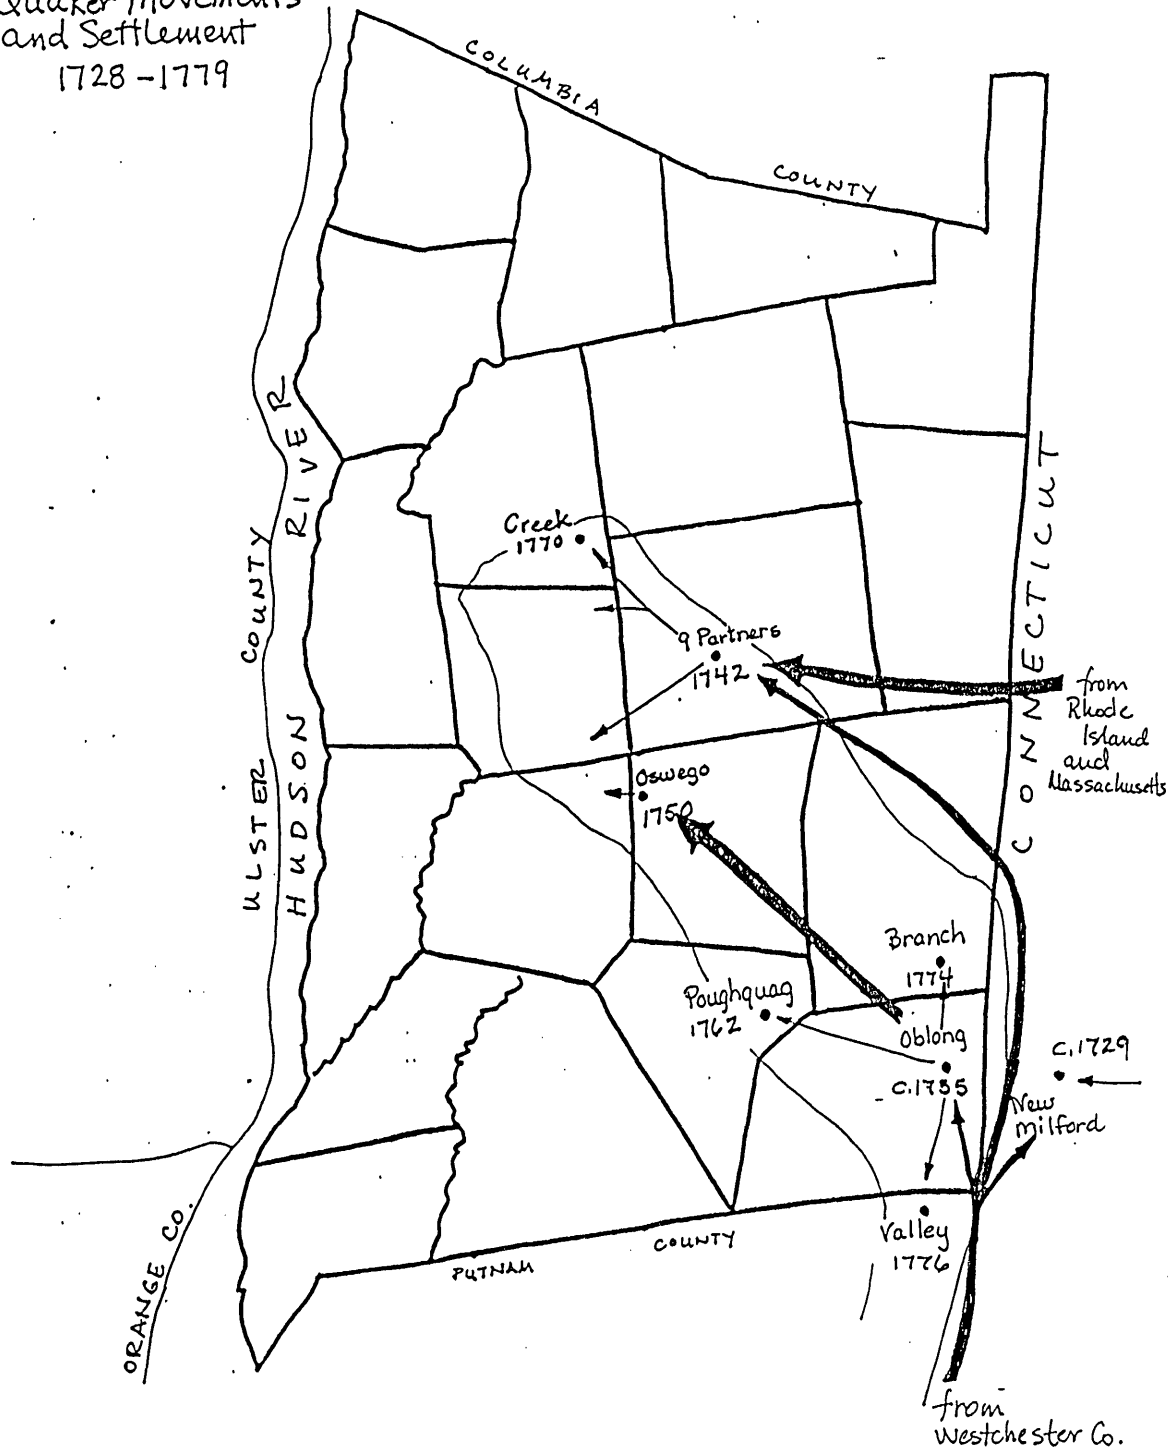 Quaker Movements
and Settlement
1728-1779
COLUMBIA
COUNTY
HUDSON RIVER
ULSTER COUNTY
CONNECTICUT
Creek
1770
9 Partners
1742
from
Rhode
Island
and
Massachusetts
Oswego
1750
Branch
1774
Poughquag
1762
Oblong
C.1735
C.1729
New
Milford
Valley
1776
PUTNAM
COUNTY
ORANGE CO.
from
Westchester Co.